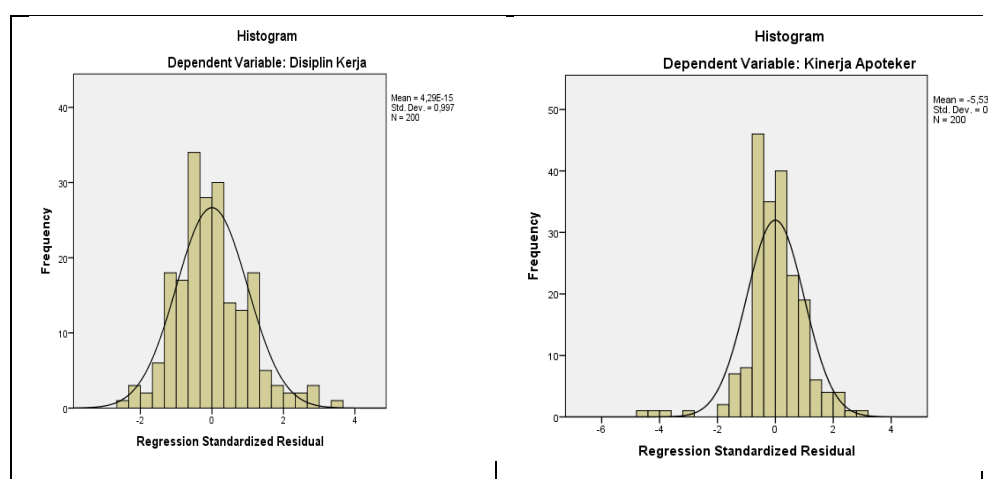 Histogram
Dependent Variable: Disiplin Kerja
Mean = 4,29E-15
Std. Dev. = 0,997
N = 200
40
30
20
10
0
Frequency
-2
0
2
4
Regression Standardized Residual
Histogram
Dependent Variable: Kinerja Apoteker
Mean = -5,53
Std. Dev. = 0
N = 200
50
40
30
20
10
0
Frequency
-6
-4
-2
0
2
4
Regression Standardized Residual